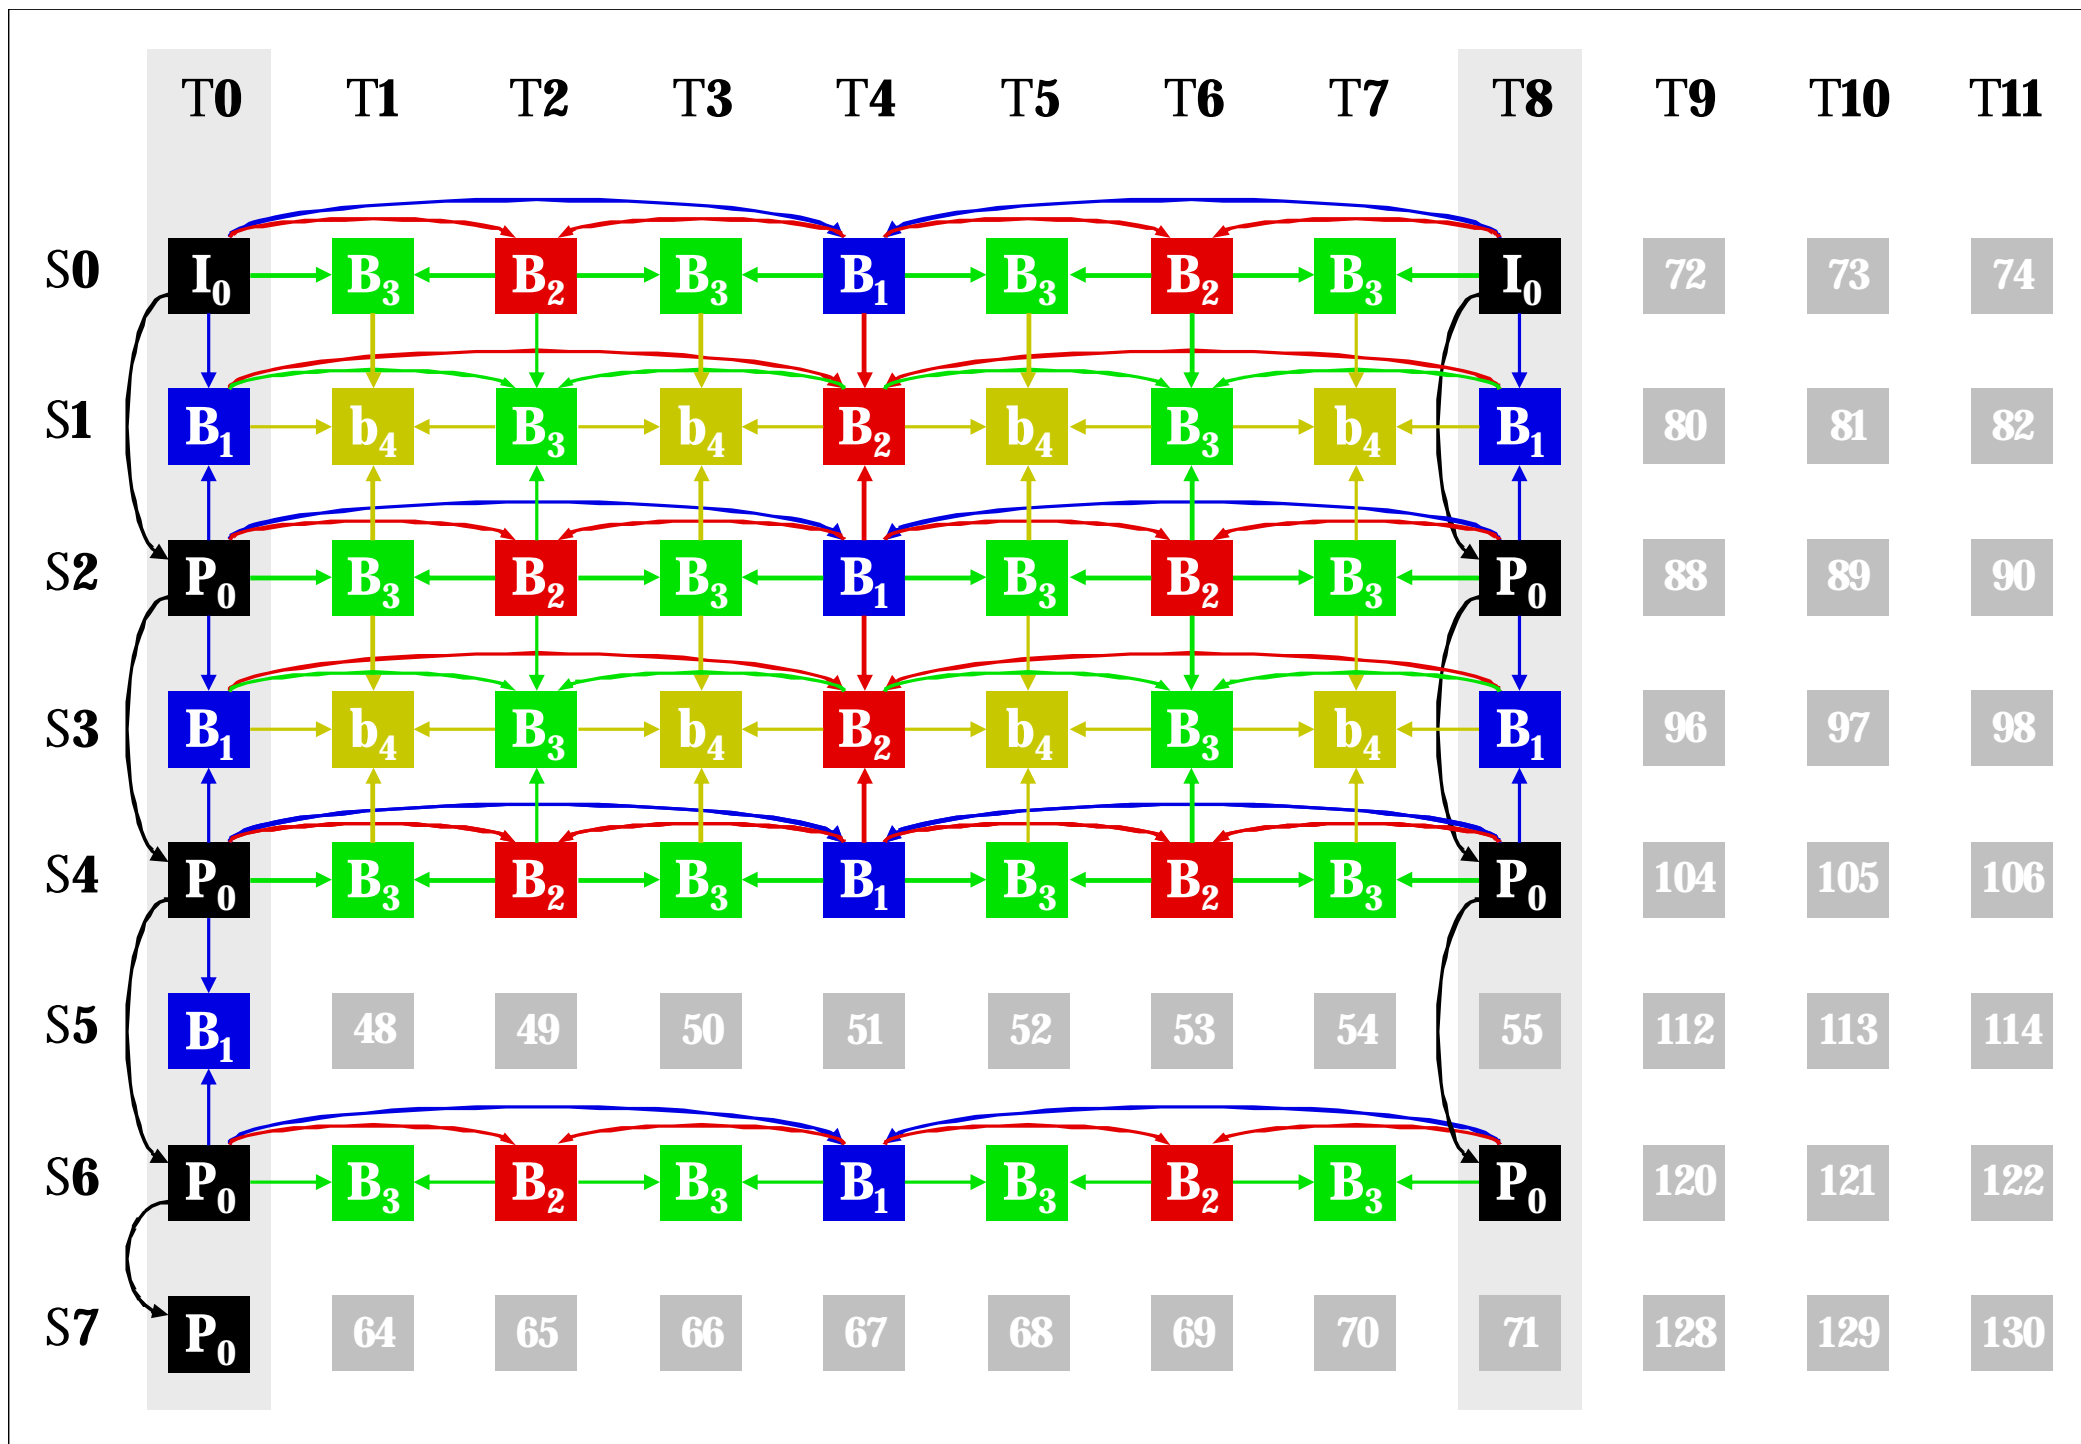 T0 T1 T2 T3 T4 T5 T6 T7 T8 T9 T10 T11
S0 I0 B3 B2 B3 B1 B3 B2 B3 I0 72 73 74
S1 B1 b4 B3 b4 B2 b4 B3 b4 B1 80 81 82
S2 P0 B3 B2 B3 B1 B3 B2 B3 P0 88 89 90
S3 B1 b4 B3 b4 B2 b4 B3 b4 B1 96 97 98
S4 P0 B3 B2 B3 B1 B3 B2 B3 P0 104 105 106
S5 B1 48 49 50 51 52 53 54 55 112 113 114
S6 P0 B3 B2 B3 B1 B3 B2 B3 P0 120 121 122
S7 P0 64 65 66 67 68 69 70 71 128 129 130